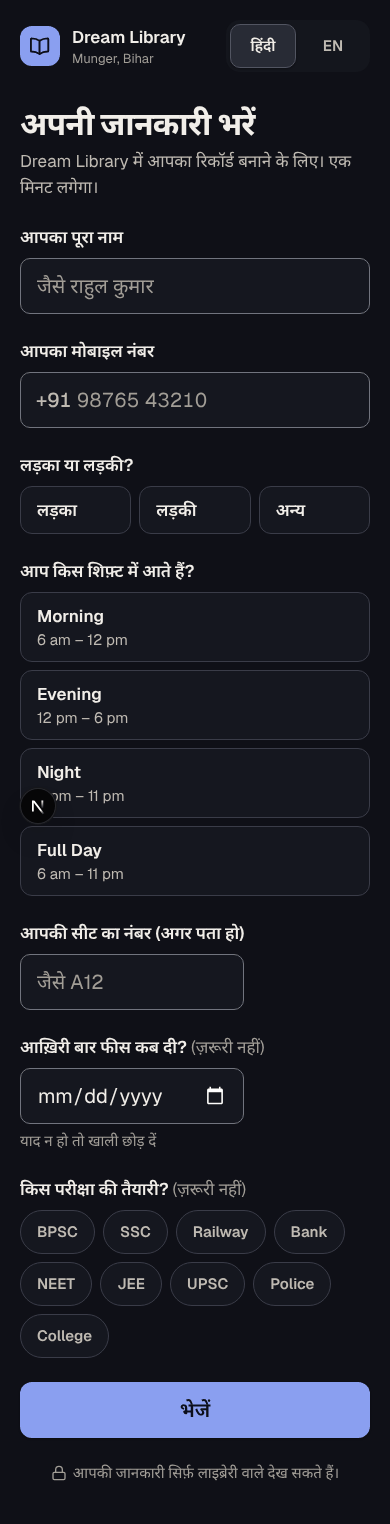 Dream Library
Munger, Bihar
हिंदी
EN
अपनी जानकारी भरें
Dream Library में आपका रिकॉर्ड बनाने के लिए। एक
मिनट लगेगा।
आपका पूरा नाम
जैसे राहुल कुमार
आपका मोबाइल नंबर
+91 98765 43210
लड़का या लड़की?
लड़का
लड़की
अन्य
आप किस शिफ़्ट में आते हैं?
Morning
6 am – 12 pm
Evening
12 pm – 6 pm
Night
pm – 11 pm
Full Day
6 am – 11 pm
आपकी सीट का नंबर (अगर पता हो)
जैसे A12
आख़िरी बार फीस कब दी? (ज़रूरी नहीं)
mm/dd/yyyy
याद न हो तो खाली छोड़ दें
किस परीक्षा की तैयारी? (ज़रूरी नहीं)
BPSC
SSC
Railway
Bank
NEET
JEE
UPSC
Police
College
भेजें
आपकी जानकारी सिर्फ़ लाइब्रेरी वाले देख सकते हैं।